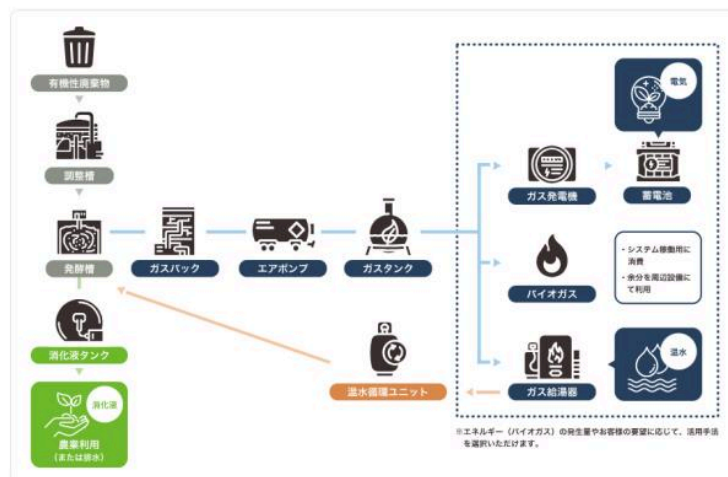 有機性廃棄物
調整槽
発酵槽
ガスパック
エアポンプ
ガスタンク
ガス発電機
蓄電池
電気
バイオガス
・システム稼働用に
消費
・余分を周辺設備
にて利用
消化液タンク
温水循環ユニット
ガス給湯器
温水
消化液
農業利用
(または排水)
※エネルギー（バイオガス）の発生量やお客様の要望に応じて、活用手法
を選択いただけます。